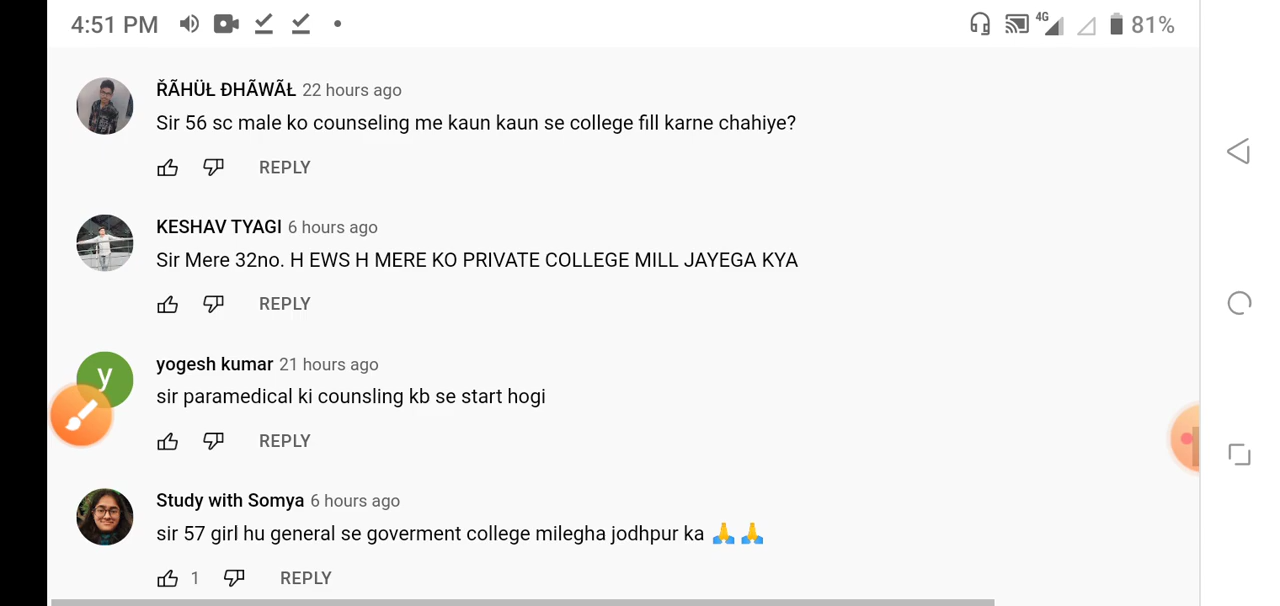 4:51 PM
4G
81%
ŘÃHÜŁ ĐHÃWÃŁ 22 hours ago
Sir 56 sc male ko counseling me kaun kaun se college fill karne chahiye?
REPLY
KESHAV TYAGI 6 hours ago
Sir Mere 32no. H EWS H MERE KO PRIVATE COLLEGE MILL JAYEGA KYA
REPLY
y
yogesh kumar 21 hours ago
sir paramedical ki counsling kb se start hogi
REPLY
Study with Somya 6 hours ago
sir 57 girl hu general se goverment college milegha jodhpur ka 🙏 🙏
1 REPLY